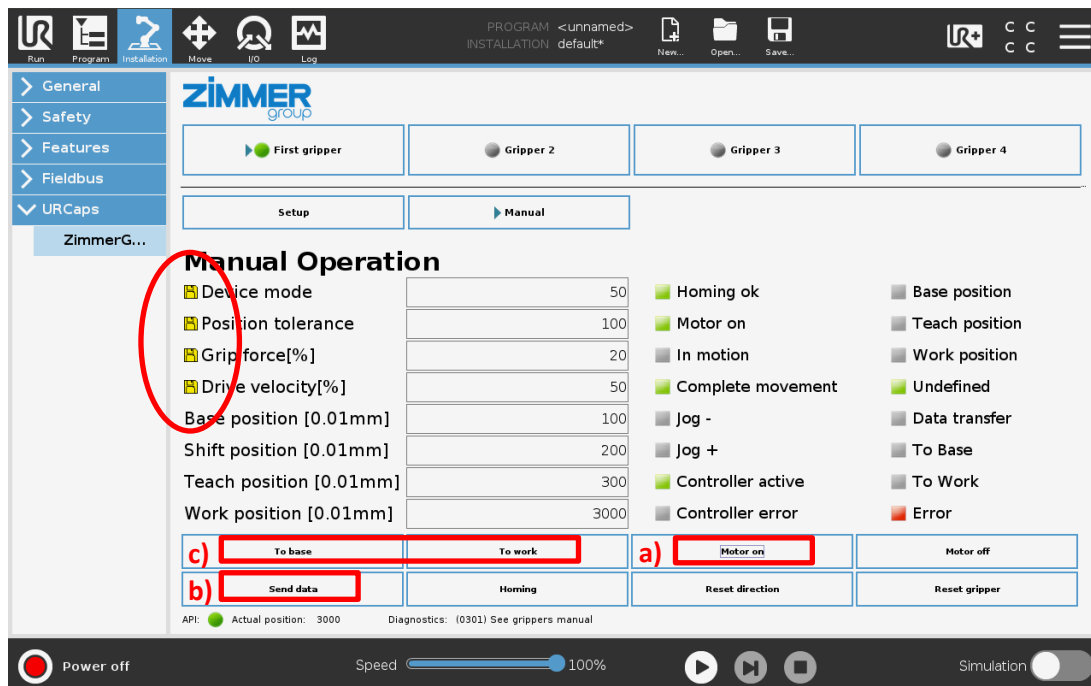 PROGRAM <unnamed>
INSTALLATION default*
Run
Program
Installation
Move
I/O
Log
New...
Open...
Save...
UR+
C C
C C
General
Safety
Features
Fieldbus
URCaps
ZimmerG...
ZIMMER
group
First gripper
Gripper 2
Gripper 3
Gripper 4
Setup
Manual
Manual Operation
Device mode 50 Homing ok Base position
Position tolerance 100 Motor on Teach position
Grip force[%] 20 In motion Work position
Drive velocity[%] 50 Complete movement Undefined
Base position [0.01mm] 100 Jog - Data transfer
Shift position [0.01mm] 200 Jog + To Base
Teach position [0.01mm] 300 Controller active To Work
Work position [0.01mm] 3000 Controller error Error
c) To base To work a) Motor on Motor off
b) Send data Homing Reset direction Reset gripper
API: Actual position: 3000 Diagnostics: (0301) See grippers manual
Power off Speed 100% Simulation